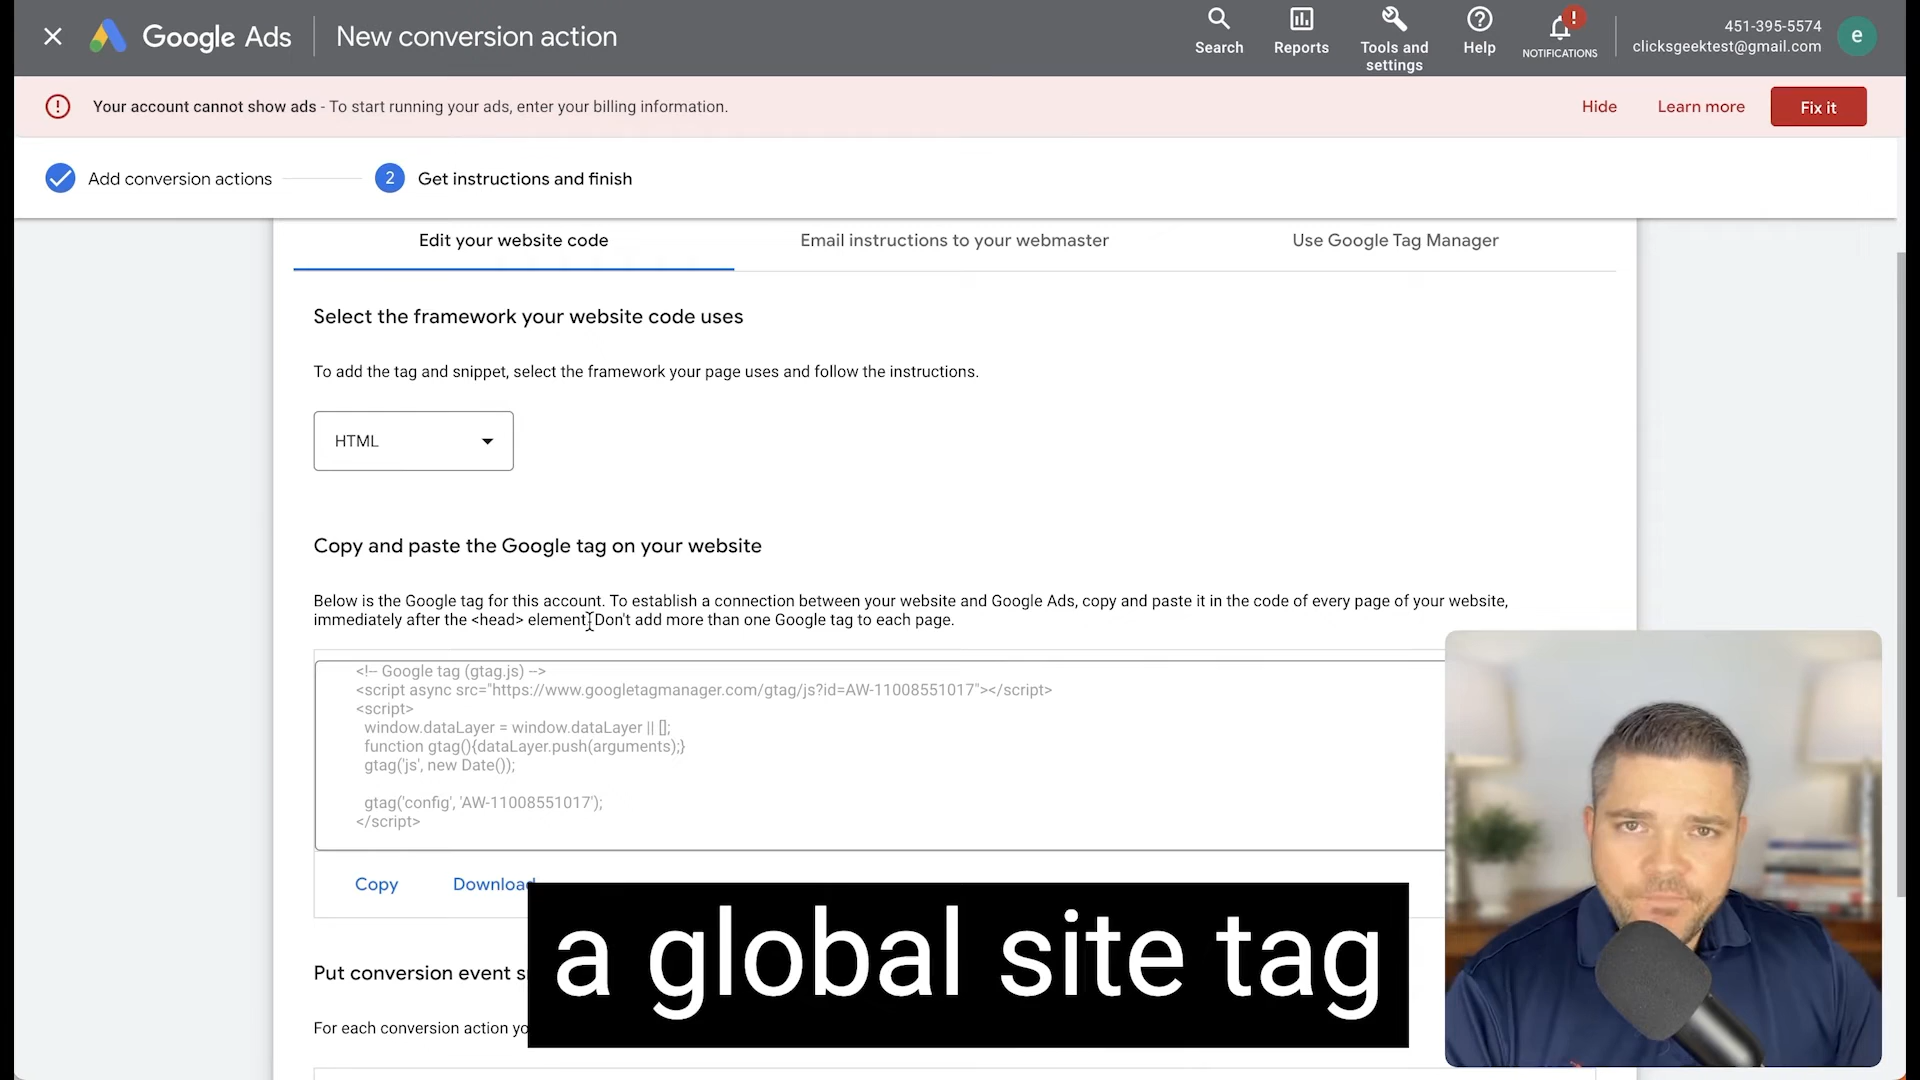 Google Ads
New conversion action
Search
Reports
Tools and
settings
Help
!
NOTIFICATIONS
451-395-5574
clicksgeektest@gmail.com
e
Your account cannot show ads - To start running your ads, enter your billing information.
Hide
Learn more
Fix it
Add conversion actions
2
Get instructions and finish
Edit your website code
Email instructions to your webmaster
Use Google Tag Manager
Select the framework your website code uses
To add the tag and snippet, select the framework your page uses and follow the instructions.
HTML
Copy and paste the Google tag on your website
Below is the Google tag for this account. To establish a connection between your website and Google Ads, copy and paste it in the code of every page of your website,
immediately after the <head> element. Don't add more than one Google tag to each page.
<!-- Google tag (gtag.js) -->
<script async src="https://www.googletagmanager.com/gtag/js?id=AW-11008551017"></script>
<script>
window.dataLayer = window.dataLayer || [];
function gtag(){dataLayer.push(arguments);}
gtag('js', new Date());
gtag('config', 'AW-11008551017');
</script>
Copy
Download
a global site tag
Put conversion event s
For each conversion action yo